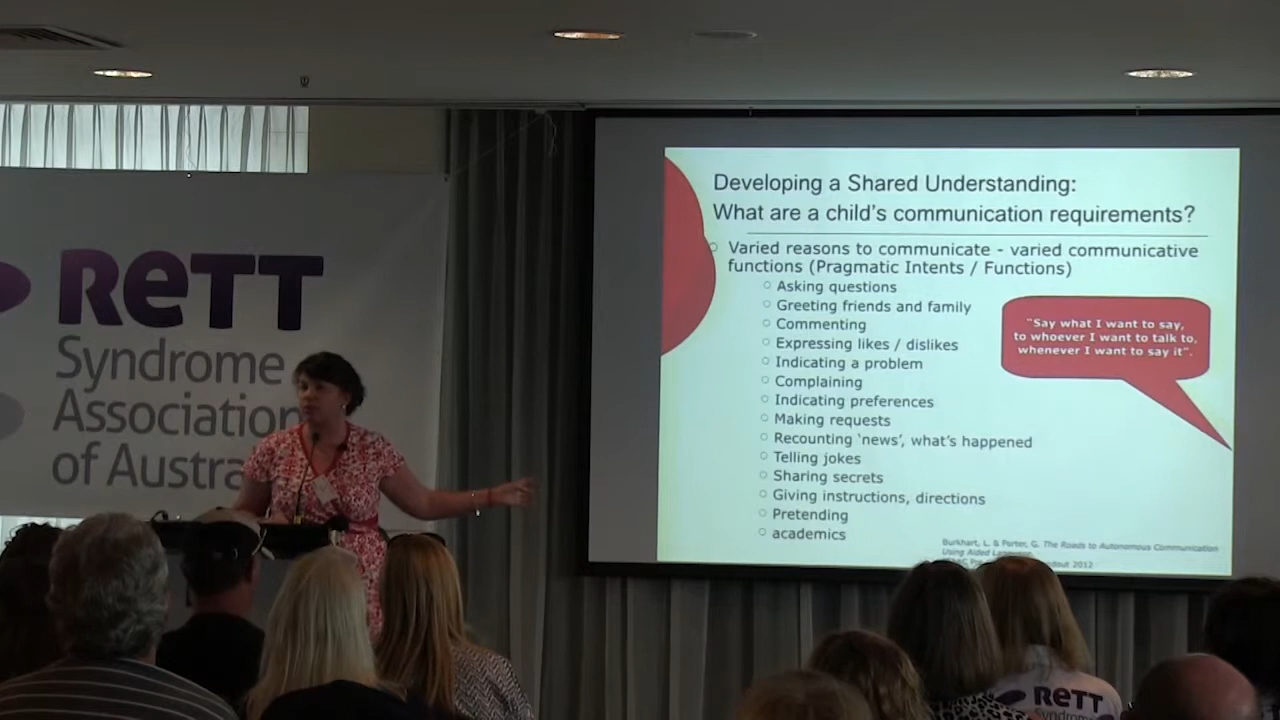 ReTT
Syndrome
Association
of Austral
Developing a Shared Understanding:
What are a child's communication requirements?
Varied reasons to communicate - varied communicative
functions (Pragmatic Intents / Functions)
Asking questions
Greeting friends and family
Commenting
Expressing likes / dislikes
Indicating a problem
Complaining
Indicating preferences
Making requests
Recounting 'news', what's happened
Telling jokes
Sharing secrets
Giving instructions, directions
Pretending
academics
"Say what I want to say,
to whoever I want to talk to,
whenever I want to say it".
Burkhart, L. & Porter, G. The Roads to Autonomous Communication
Using Aided Language
2012
ReTT
Syndrome